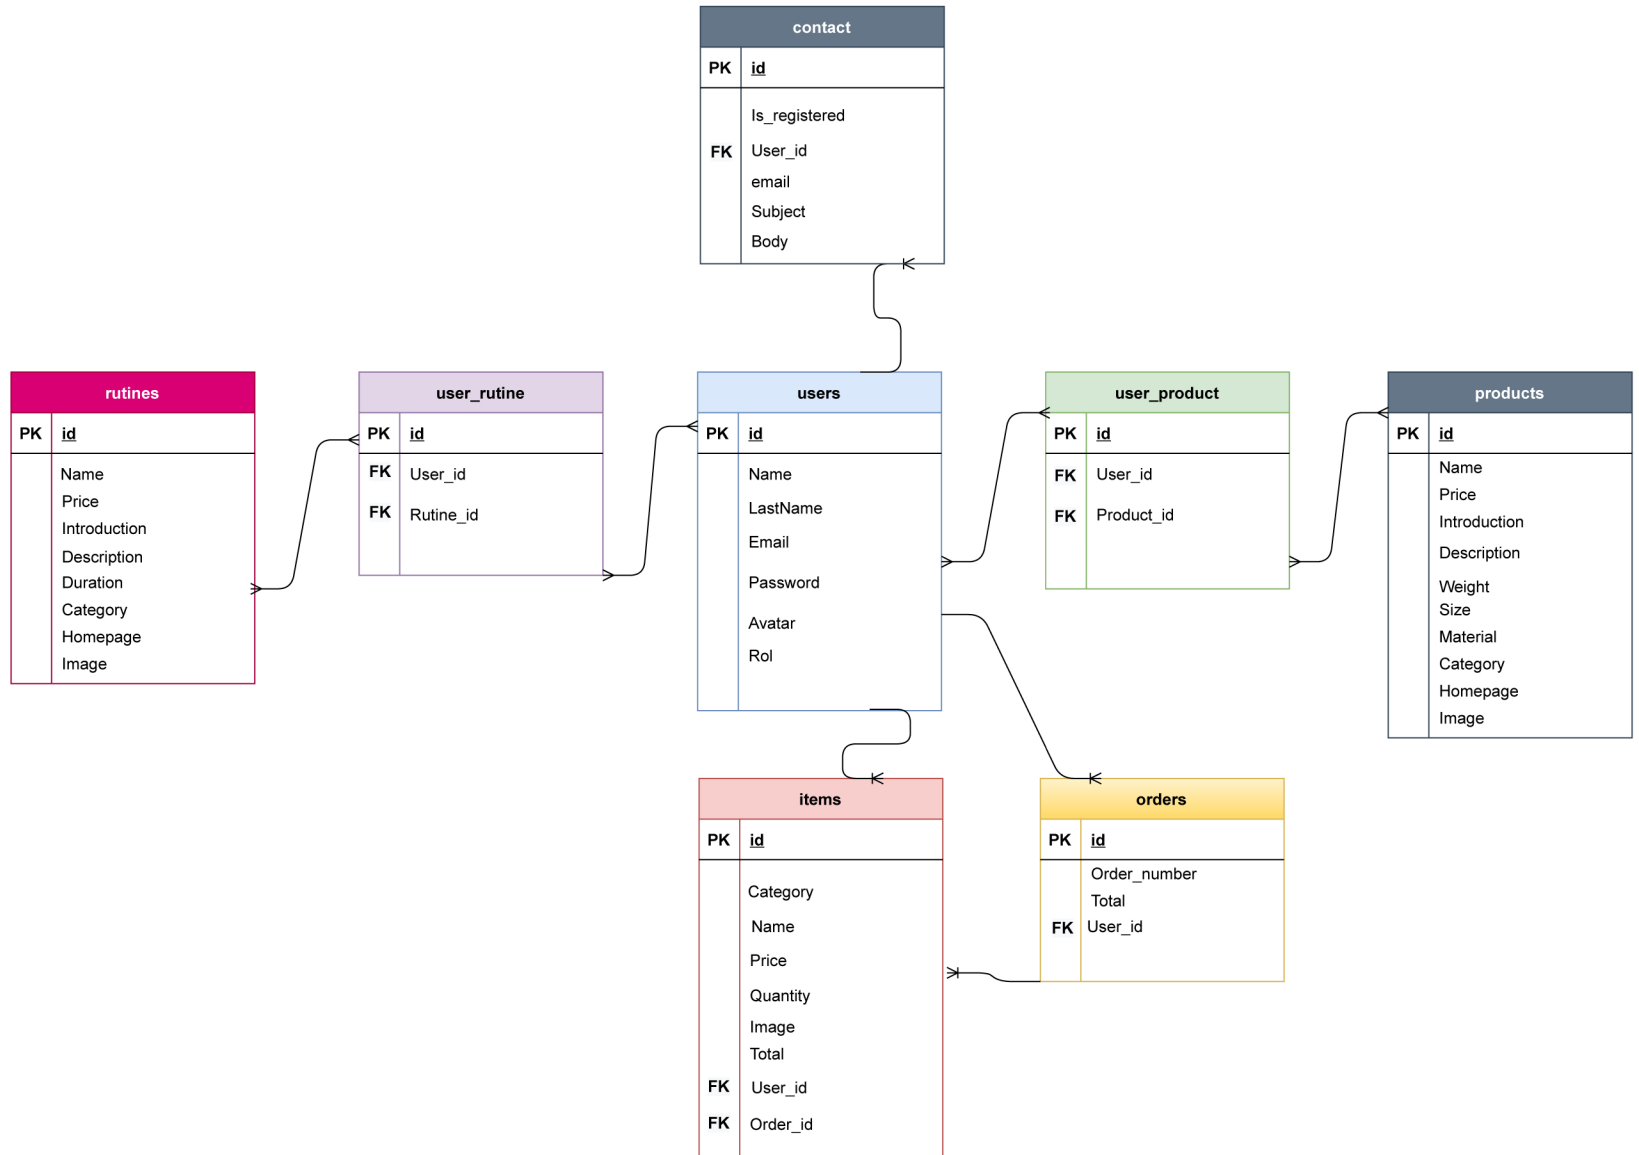 contact
PK id
Is_registered
FK User_id
email
Subject
Body
rutines
PK id
Name
Price
Introduction
Description
Duration
Category
Homepage
Image
user_rutine
PK id
FK User_id
FK Rutine_id
users
PK id
Name
LastName
Email
Password
Avatar
Rol
user_product
PK id
FK User_id
FK Product_id
products
PK id
Name
Price
Introduction
Description
Weight
Size
Material
Category
Homepage
Image
items
PK id
Category
Name
Price
Quantity
Image
Total
FK User_id
FK Order_id
orders
PK id
Order_number
Total
FK User_id